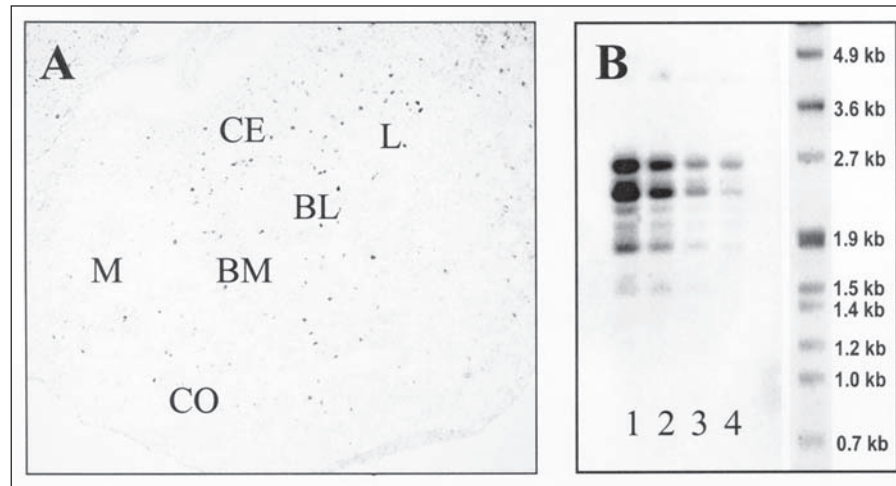 A
CE
L
BL
M
BM
CO
B
4.9 kb
3.6 kb
2.7 kb
1.9 kb
1.5 kb
1.4 kb
1.2 kb
1.0 kb
0.7 kb
1 2 3 4